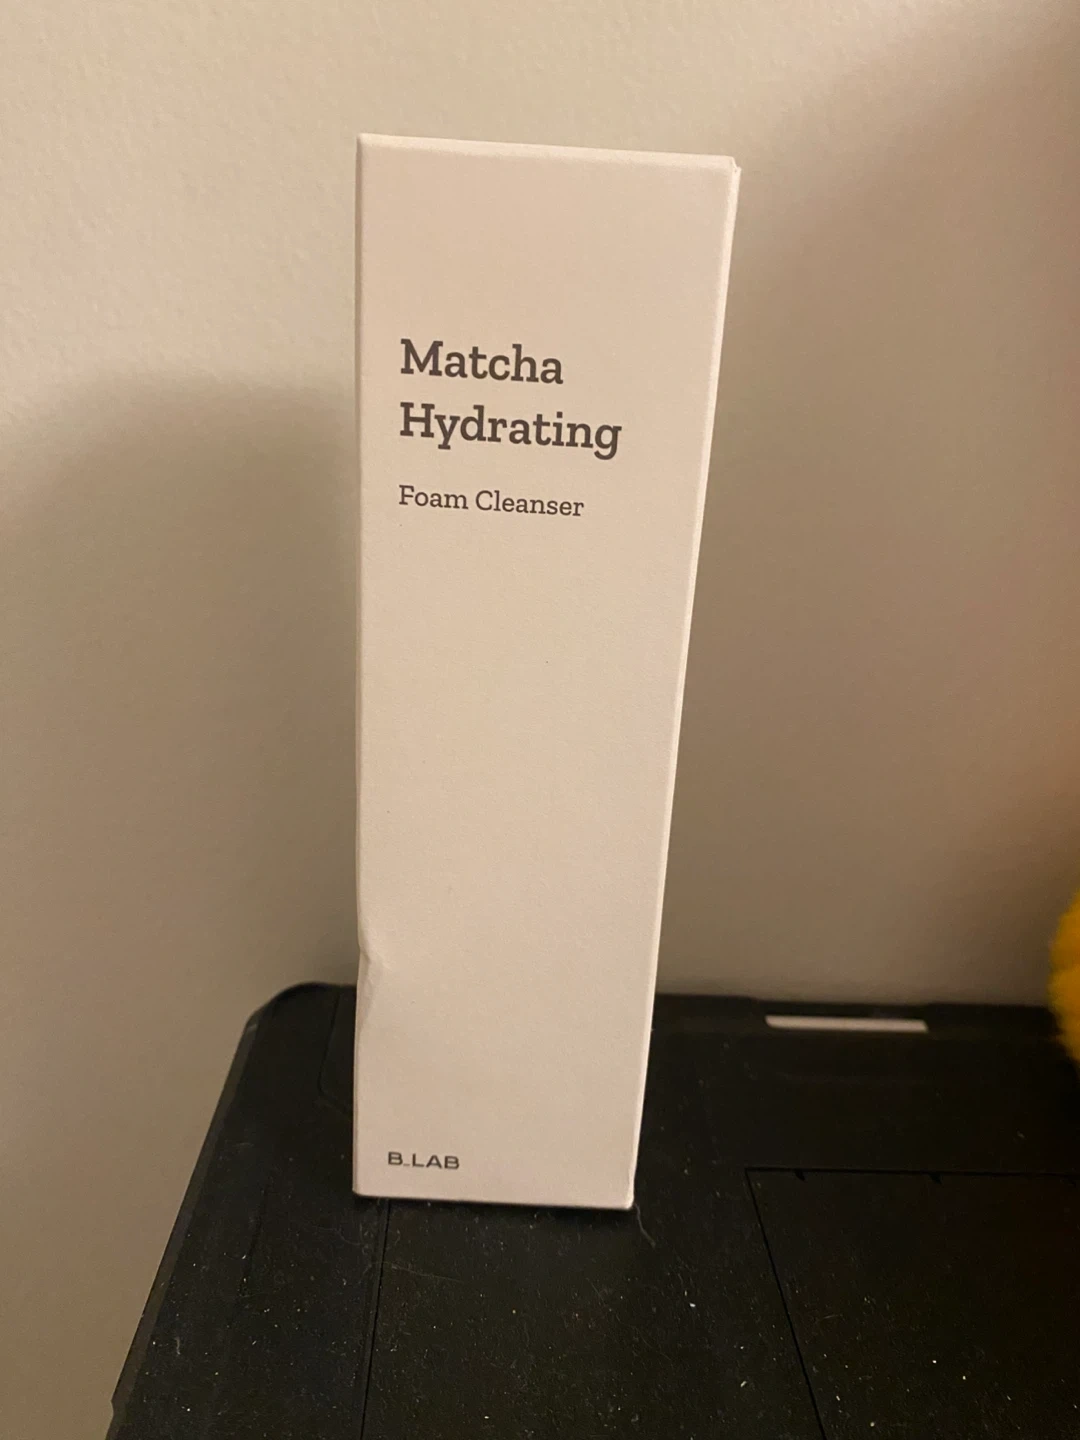 Matcha
Hydrating
Foam Cleanser
B_LAB